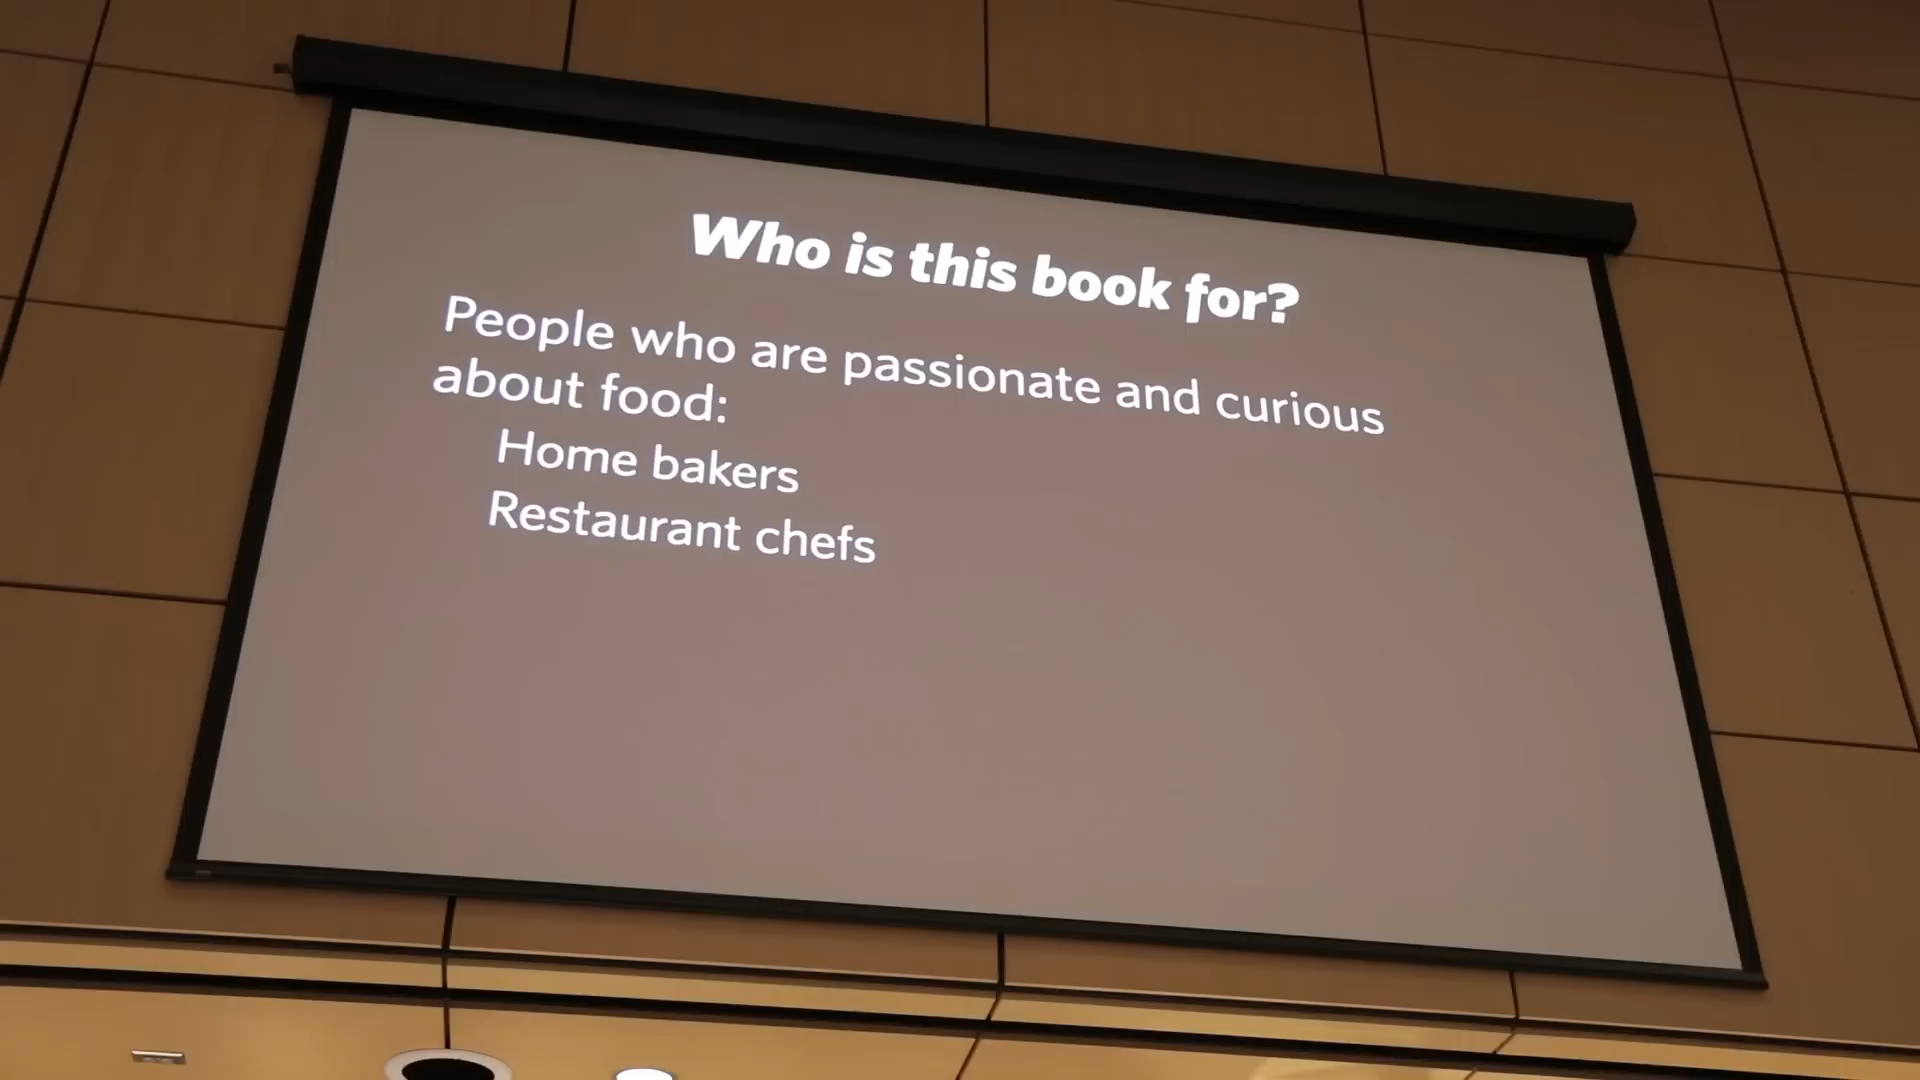 Who is this book for?
People who are passionate and curious
about food:
Home bakers
Restaurant chefs